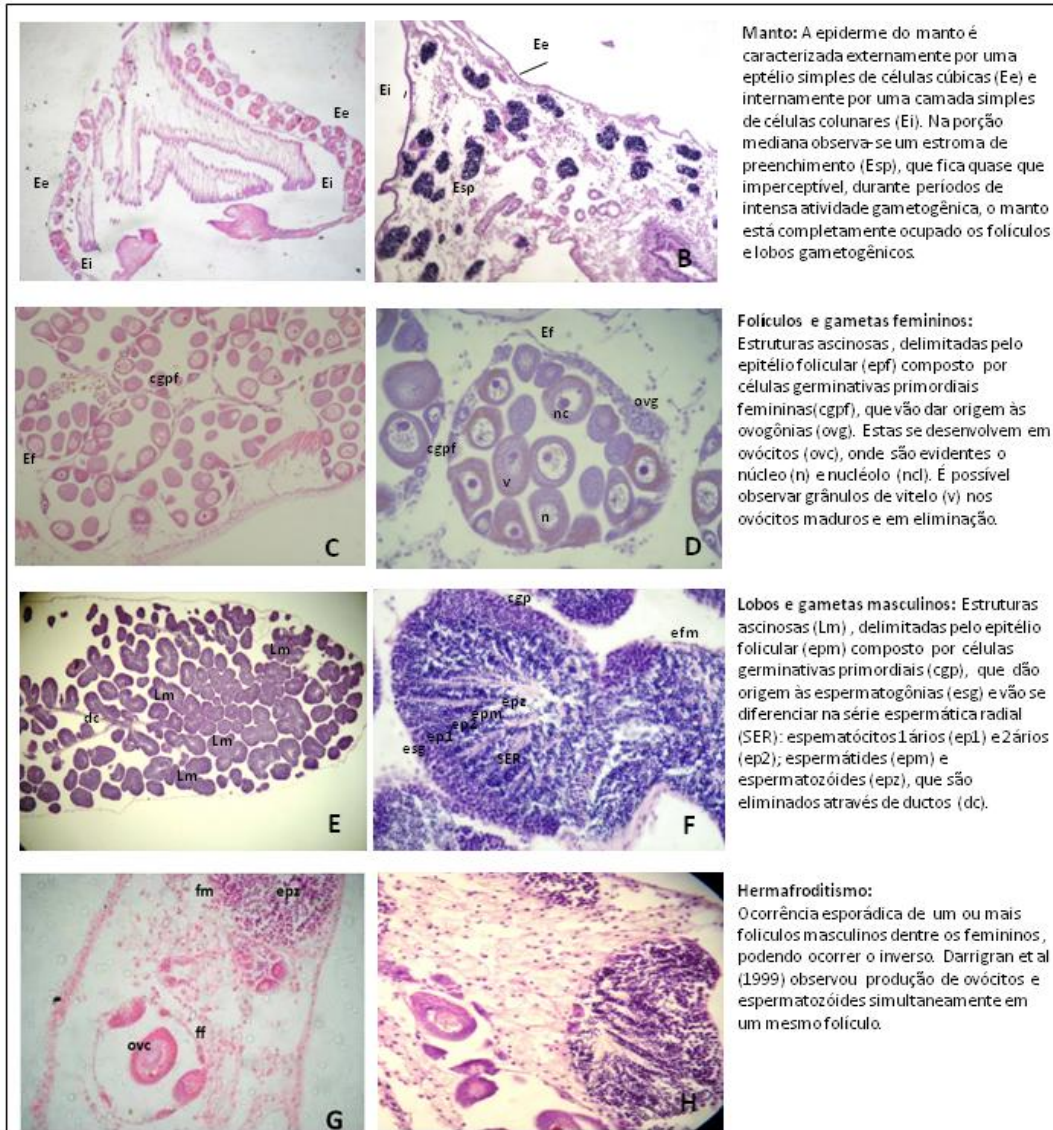 Ee
Ee
Ei
Ei
Ee
Ei
Esp
B
Manto: A epiderme do manto é
caracterizada externamente por uma
eptélio simples de células cúbicas (Ee) e
internamente por uma camada simples
de células colunares (Ei). Na porção
mediana observa-se um estroma de
preenchimento (Esp), que fica quase que
imperceptível, durante períodos de
intensa atividade gametogênica, o manto
está completamente ocupado os folículos
e lobos gametogênicos.
cgpf
Ef
C
Ef
ovg
nc
cgpf
v
n
D
Folículos e gametas femininos:
Estruturas ascinosas, delimitadas pelo
epitélio folicular (epf) composto por
células germinativas primordiais
femininas(cgpf), que vão dar origem às
ovogônias (ovg). Estas se desenvolvem em
ovócitos (ovc), onde são evidentes o
núcleo (n) e nucléolo (ncl). É possível
observar grânulos de vitelo (v) nos
ovócitos maduros e em eliminação.
Lm
Lm
dc
Lm
Lm
E
cgp
efm
epz
epm
ep2
ep1
esg
SER
F
Lobos e gametas masculinos: Estruturas
ascinosas (Lm) , delimitadas pelo epitélio
folicular (epm) composto por células
germinativas primordiais (cgp), que dão
origem às espermatogônias (esg) e vão se
diferenciar na série espermática radial
(SER): espematócitos 1ários (ep1) e 2ários
(ep2); espermátides (epm) e
espermatozóides (epz), que são
eliminados através de ductos (dc).
fm
epz
ff
ovc
G
H
Hermafroditismo:
Ocorrência esporádica de um ou mais
folículos masculinos dentre os femininos,
podendo ocorrer o inverso. Darrigran et al
(1999) observou produção de ovócitos e
espermatozóides simultaneamente em
um mesmo folículo.